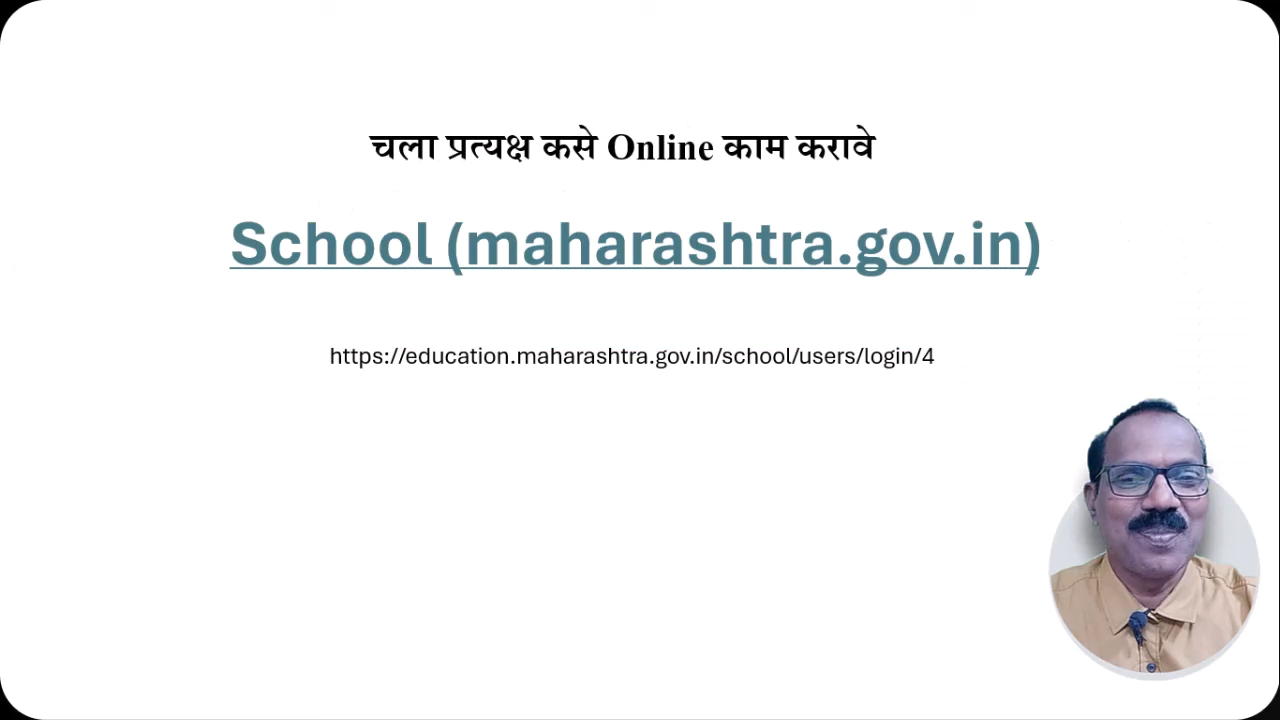 चला प्रत्यक्ष कसे Online काम करावे
School (maharashtra.gov.in)
https://education.maharashtra.gov.in/school/users/login/4